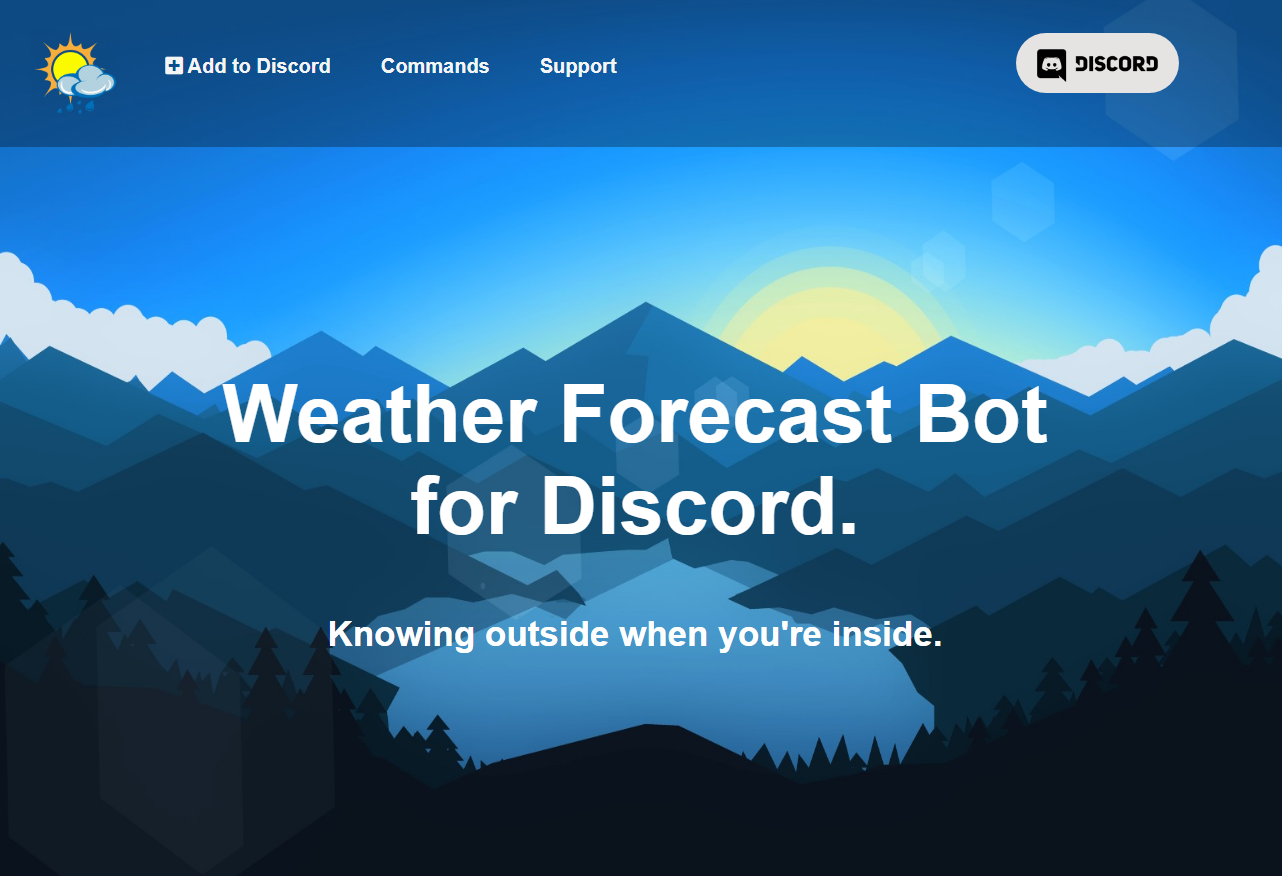 Add to Discord Commands Support DISCORD
Weather Forecast Bot
for Discord.
Knowing outside when you're inside.